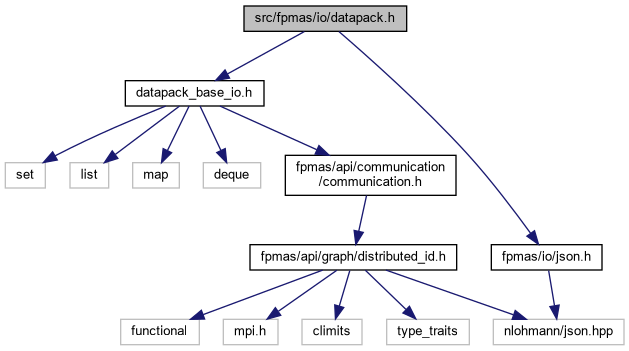 src/fpmas/io/datapack.h
datapack_base_io.h
set
list
map
deque
fpmas/api/communication
/communication.h
fpmas/api/graph/distributed_id.h
fpmas/io/json.h
functional
mpi.h
climits
type_traits
nlohmann/json.hpp